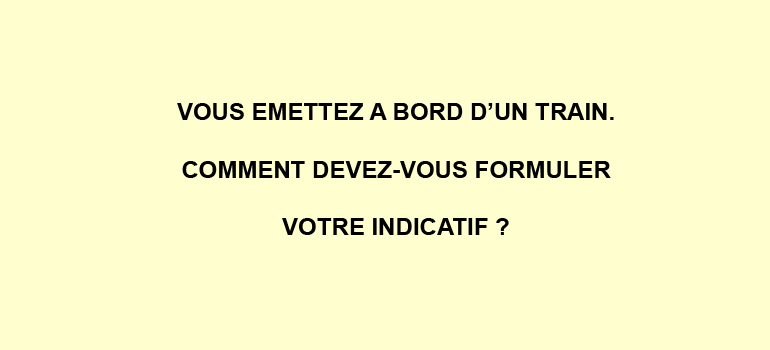 VOUS EMETTEZ A BORD D’UN TRAIN.
COMMENT DEVEZ-VOUS FORMULER
VOTRE INDICATIF ?